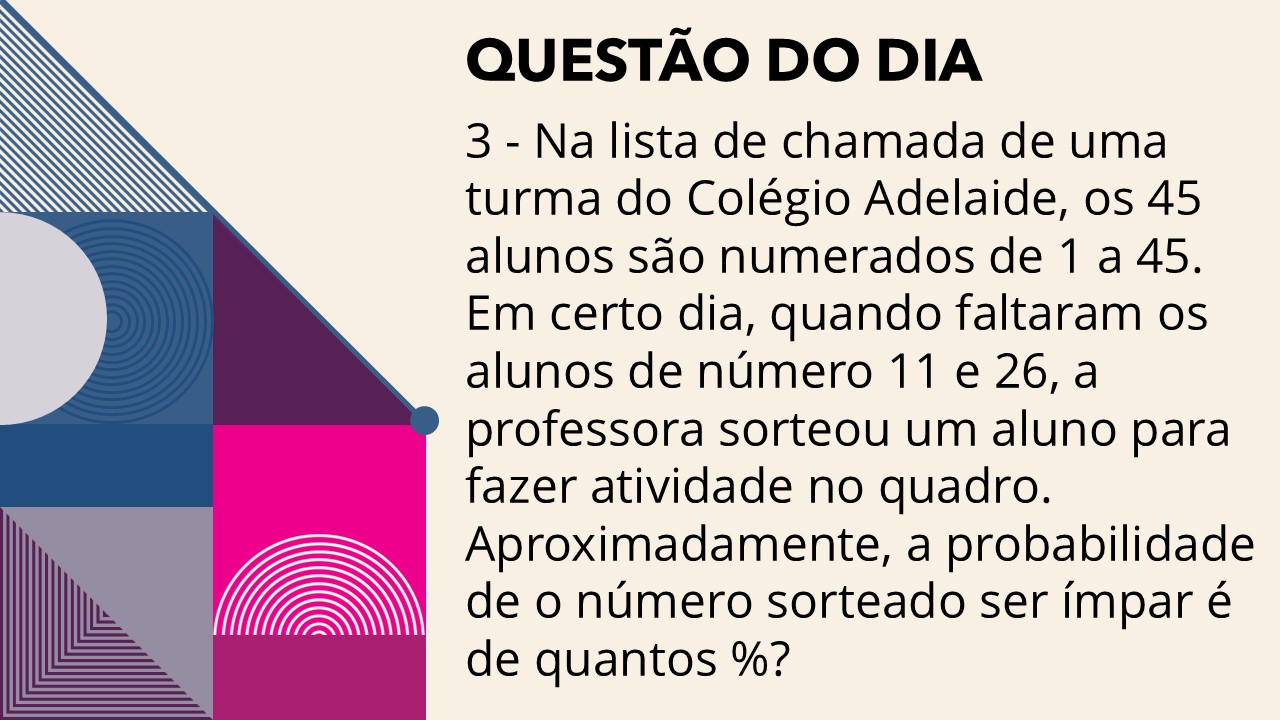 QUESTÃO DO DIA
3 - Na lista de chamada de uma
turma do Colégio Adelaide, os 45
alunos são numerados de 1 a 45.
Em certo dia, quando faltaram os
alunos de número 11 e 26, a
professora sorteou um aluno para
fazer atividade no quadro.
Aproximadamente, a probabilidade
de o número sorteado ser ímpar é
de quantos %?